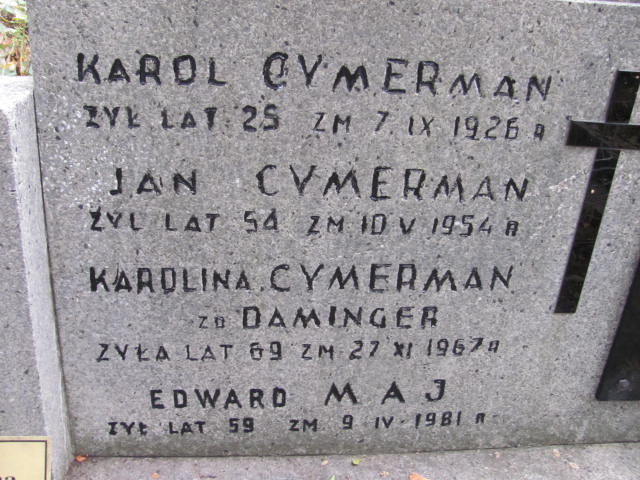 KAROL CYMERMAN
ŻYŁ LAT 25 ZM 7 IX 1926 R
JAN CYMERMAN
ŻYŁ LAT 54 ZM 10 V 1954 R
KAROLINA CYMERMAN
ZD DAMINGER
ŻYŁA LAT 69 ZM 27 XI 1967 R
EDWARD MAJ
ŻYŁ LAT 59 ZM 9 IV 1981 R